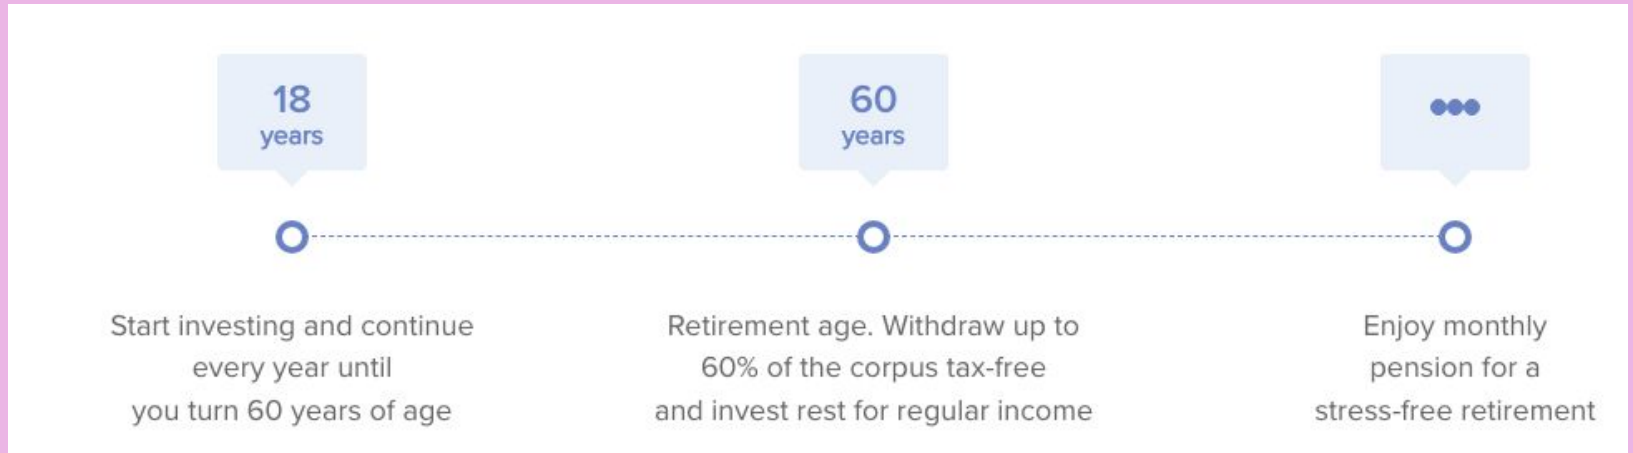 18
years
60
years
Start investing and continue
every year until
you turn 60 years of age
Retirement age. Withdraw up to
60% of the corpus tax-free
and invest rest for regular income
Enjoy monthly
pension for a
stress-free retirement